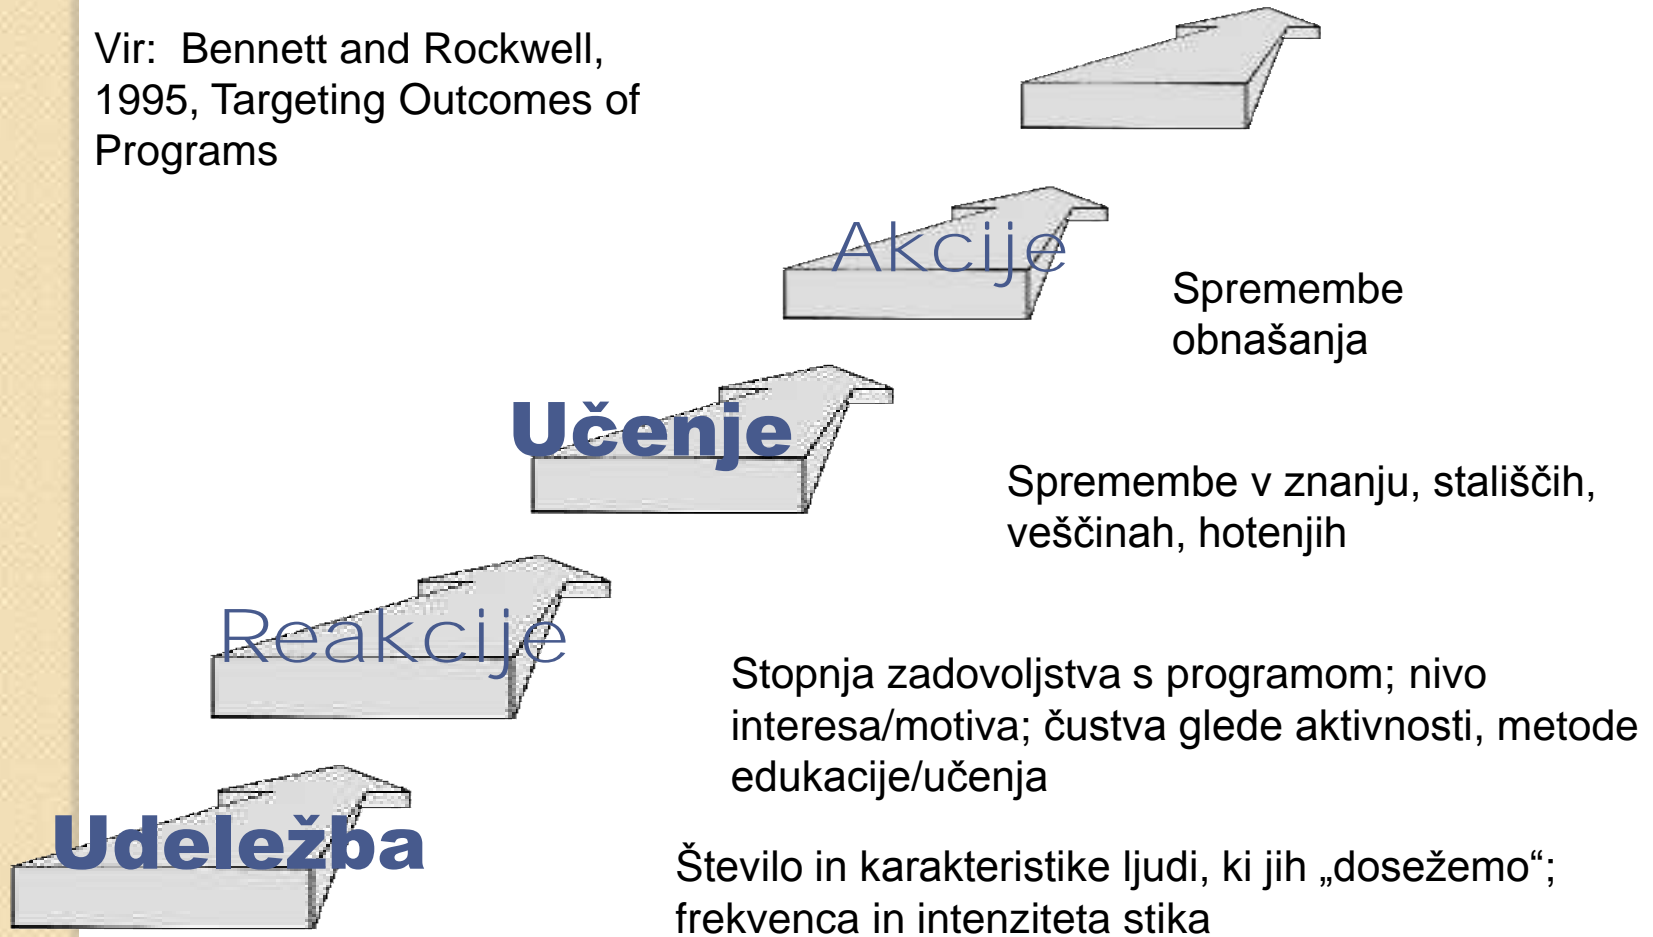 Vir:  Bennett and Rockwell,
1995, Targeting Outcomes of
Programs
Akcije
Spremembe
obnašanja
Učenje
Spremembe v znanju, stališčih,
veščinah, hotenjih
Reakcije
Stopnja zadovoljstva s programom; nivo
interesa/motiva; čustva glede aktivnosti, metode
edukacije/učenja
Udeležba
Število in karakteristike ljudi, ki jih „dosežemo“;
frekvenca in intenziteta stika